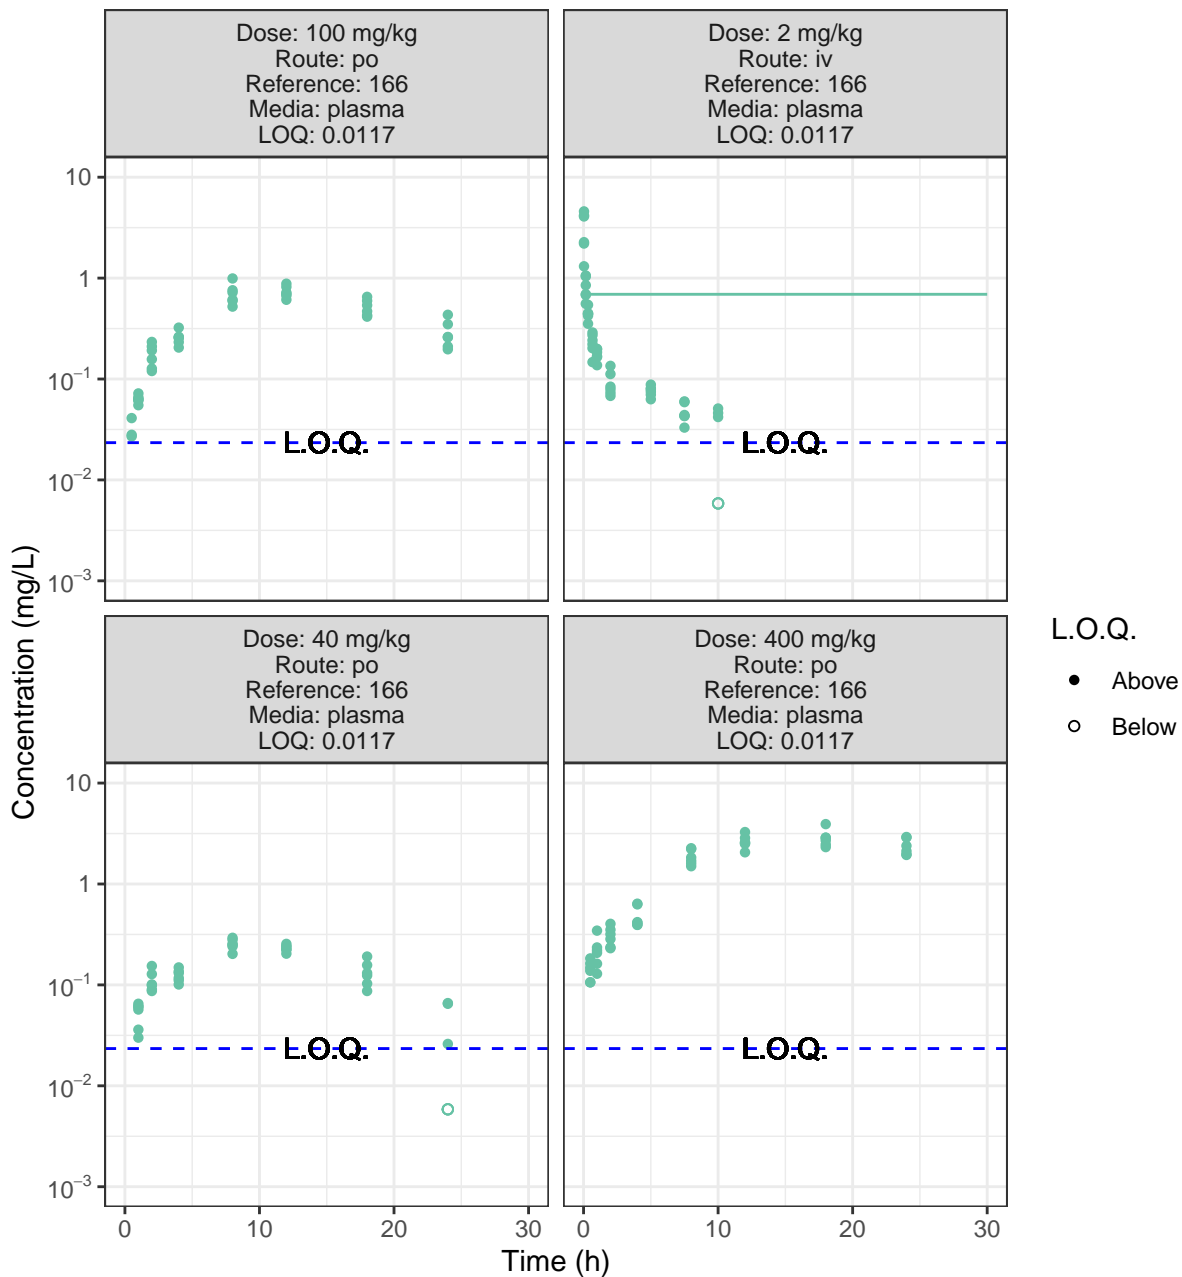 Dose: 100 mg/kg
Route: po
Reference: 166
Media: plasma
LOQ: 0.0117
Dose: 2 mg/kg
Route: iv
Reference: 166
Media: plasma
LOQ: 0.0117
10
1
10⁻¹
10⁻²
10⁻³
L.O.Q.
L.O.Q.
Concentration (mg/L)
Dose: 40 mg/kg
Route: po
Reference: 166
Media: plasma
LOQ: 0.0117
Dose: 400 mg/kg
Route: po
Reference: 166
Media: plasma
LOQ: 0.0117
10
1
10⁻¹
10⁻²
10⁻³
L.O.Q.
L.O.Q.
0 10 20 30
0 10 20 30
Time (h)
L.O.Q.
Above
Below